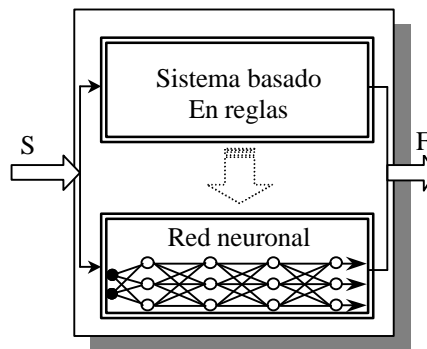 Sistema basado
En reglas
S
F
Red neuronal